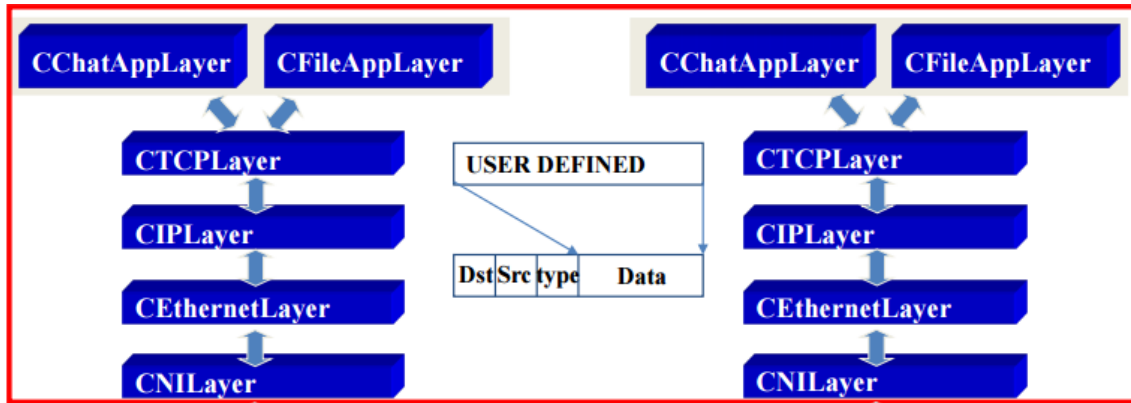 CChatAppLayer CFileAppLayer CChatAppLayer CFileAppLayer
CTCPLayer USER DEFINED CTCPLayer
CIPLayer CIPLayer
Dst Src type Data
CEthernetLayer CEthernetLayer
CNILayer CNILayer